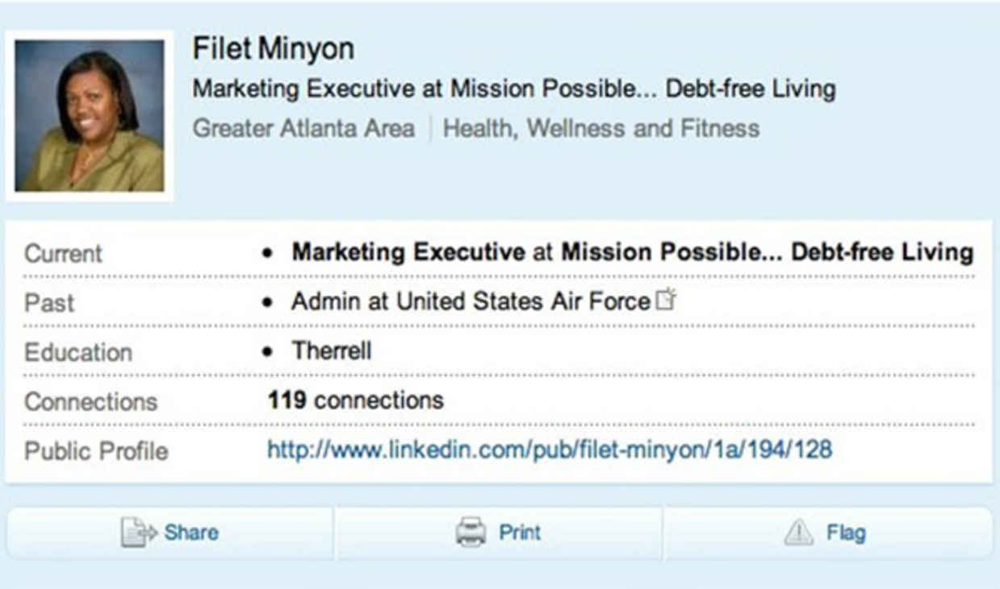 Filet Minyon
Marketing Executive at Mission Possible... Debt-free Living
Greater Atlanta Area | Health, Wellness and Fitness
Current • Marketing Executive at Mission Possible... Debt-free Living
Past • Admin at United States Air Force
Education • Therrell
Connections 119 connections
Public Profile http://www.linkedin.com/pub/filet-minyon/1a/194/128
Share Print Flag